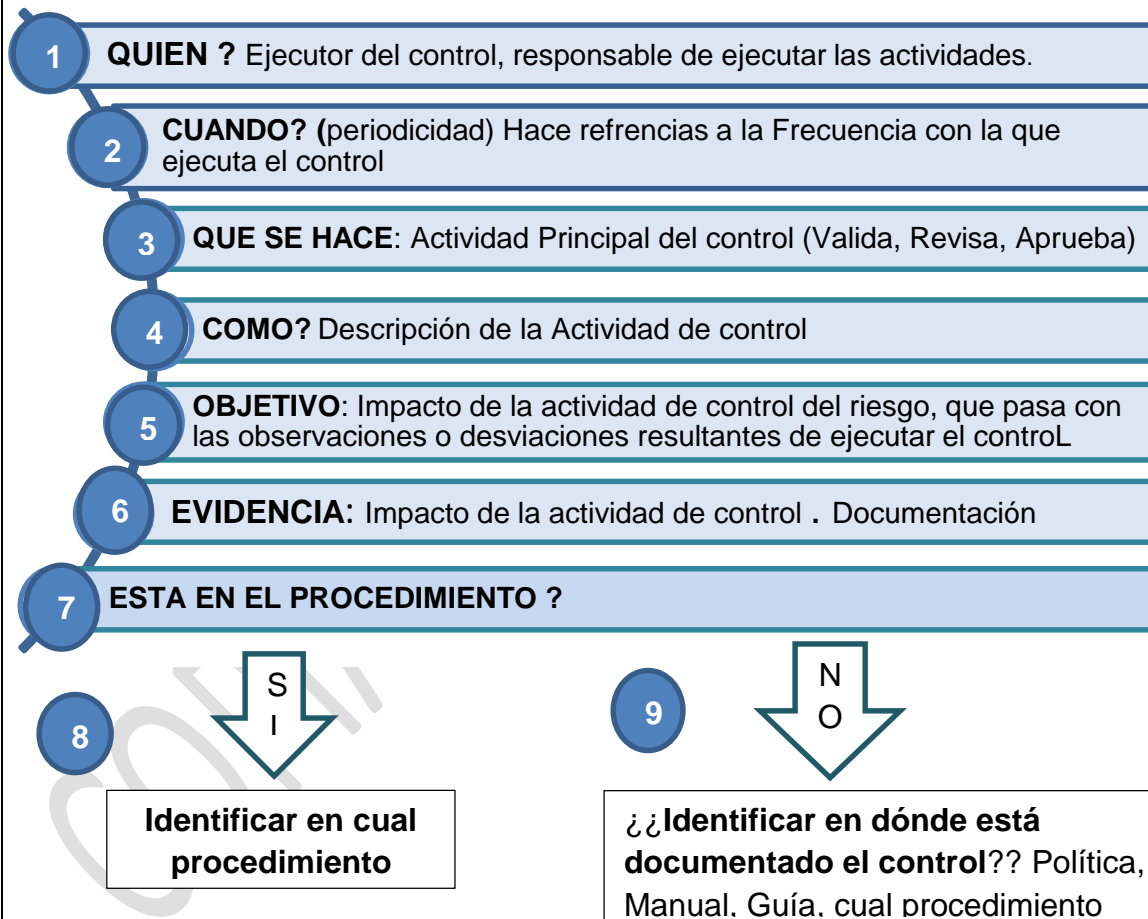 1 QUIEN ? Ejecutor del control, responsable de ejecutar las actividades.
2 CUANDO? (periodicidad) Hace refrencias a la Frecuencia con la que
ejecuta el control
3 QUE SE HACE: Actividad Principal del control (Valida, Revisa, Aprueba)
4 COMO? Descripción de la Actividad de control
5 OBJETIVO: Impacto de la actividad de control del riesgo, que pasa con
las observaciones o desviaciones resultantes de ejecutar el controL
6 EVIDENCIA: Impacto de la actividad de control . Documentación
7 ESTA EN EL PROCEDIMIENTO ?
8
S
I
9
N
O
Identificar en cual
procedimiento
¿¿Identificar en dónde está
documentado el control?? Política,
Manual, Guía, cual procedimiento